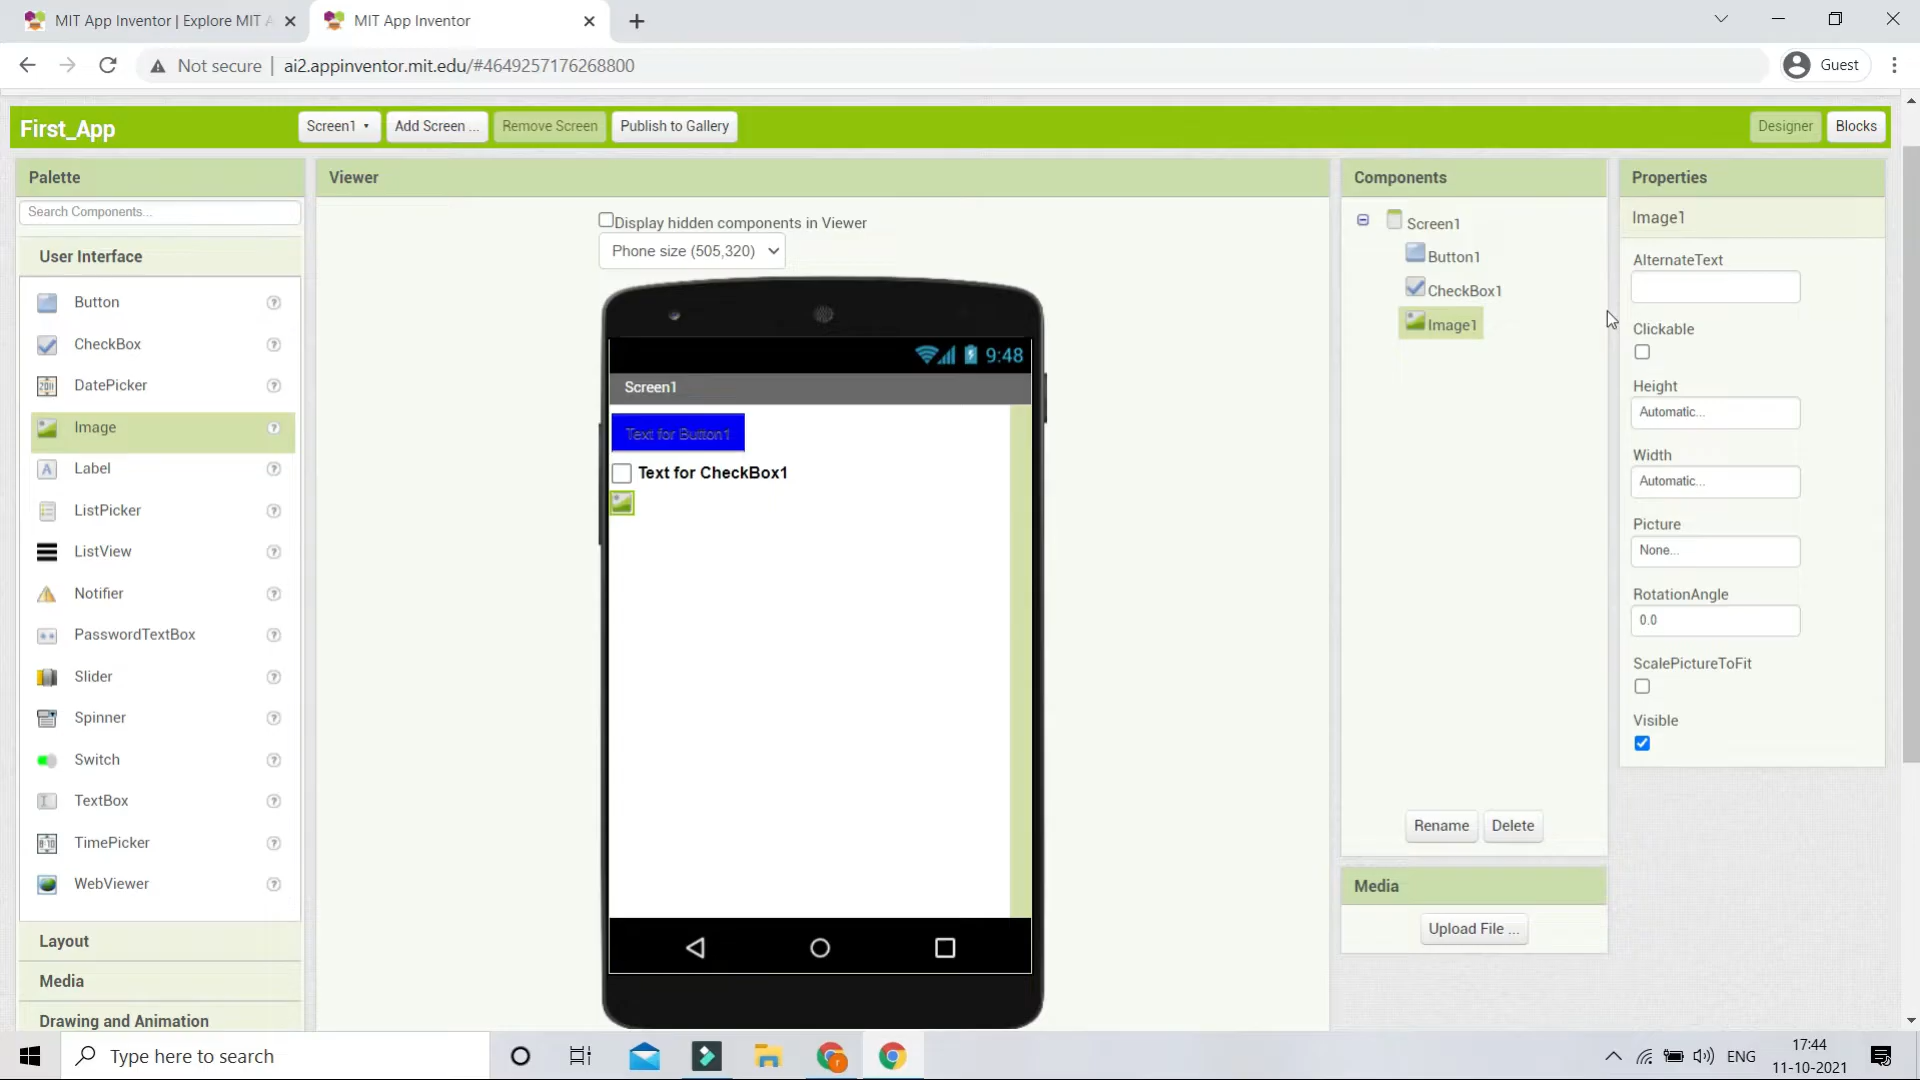 MIT App Inventor | Explore MIT A
MIT App Inventor
Not secure | ai2.appinventor.mit.edu/#4649257176268800
Guest
First_App
Screen1
Add Screen ...
Remove Screen
Publish to Gallery
Designer
Blocks
Palette
Search Components...
User Interface
Button
CheckBox
DatePicker
Image
Label
ListPicker
ListView
Notifier
PasswordTextBox
Slider
Spinner
Switch
TextBox
TimePicker
WebViewer
Layout
Media
Drawing and Animation
Viewer
Display hidden components in Viewer
Phone size (505,320)
9:48
Screen1
Text for Button1
Text for CheckBox1
Components
Screen1
Button1
CheckBox1
Image1
Rename
Delete
Media
Upload File ...
Properties
Image1
AlternateText
Clickable
Height
Automatic...
Width
Automatic...
Picture
None...
RotationAngle
0.0
ScalePictureToFit
Visible
Type here to search
ENG
17:44
11-10-2021